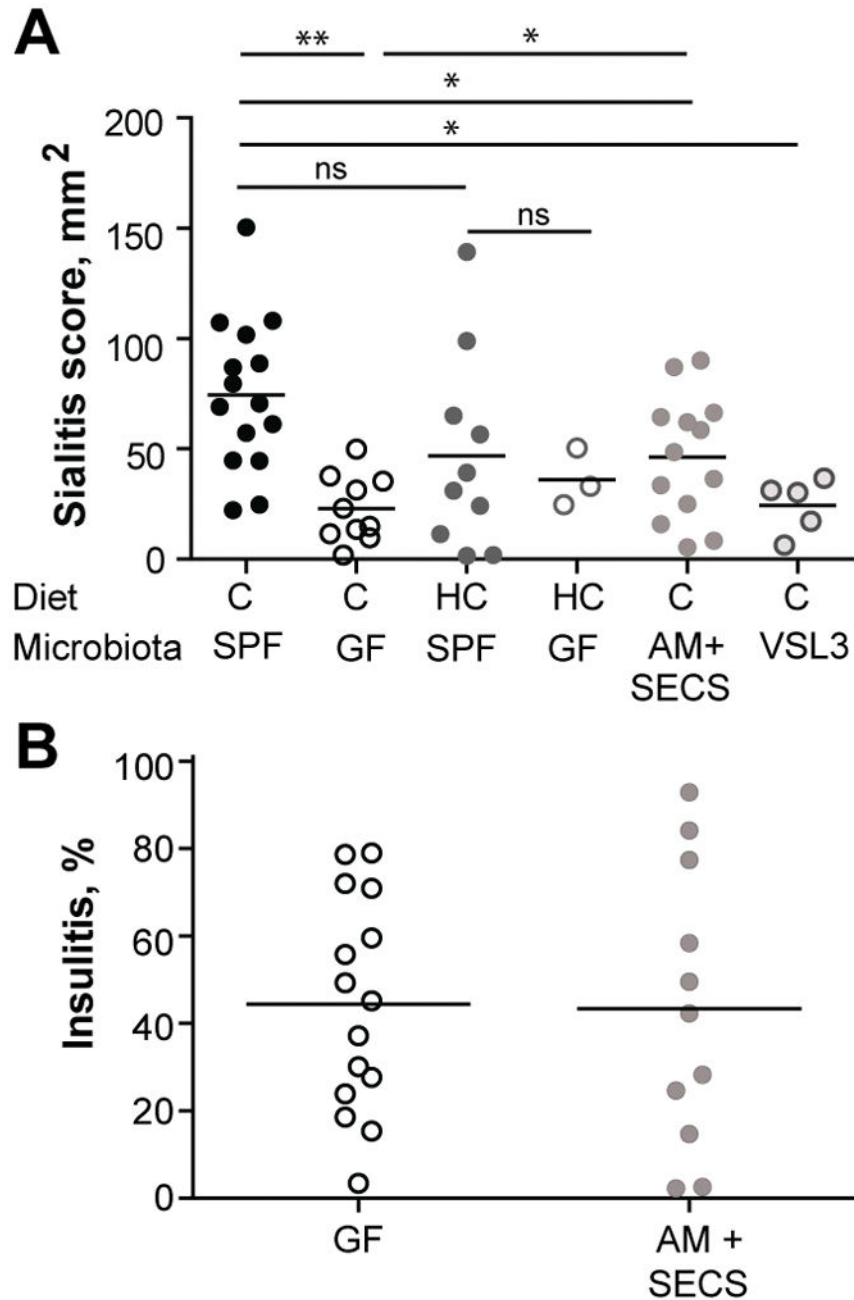 A
** *
*
*
ns
ns
Sialitis score, mm²
200
150
100
50
0
Diet C C HC HC C C
Microbiota SPF GF SPF GF AM+ VSL3
SECS
B
Insulitis, %
100
80
60
40
20
0
GF AM +
SECS